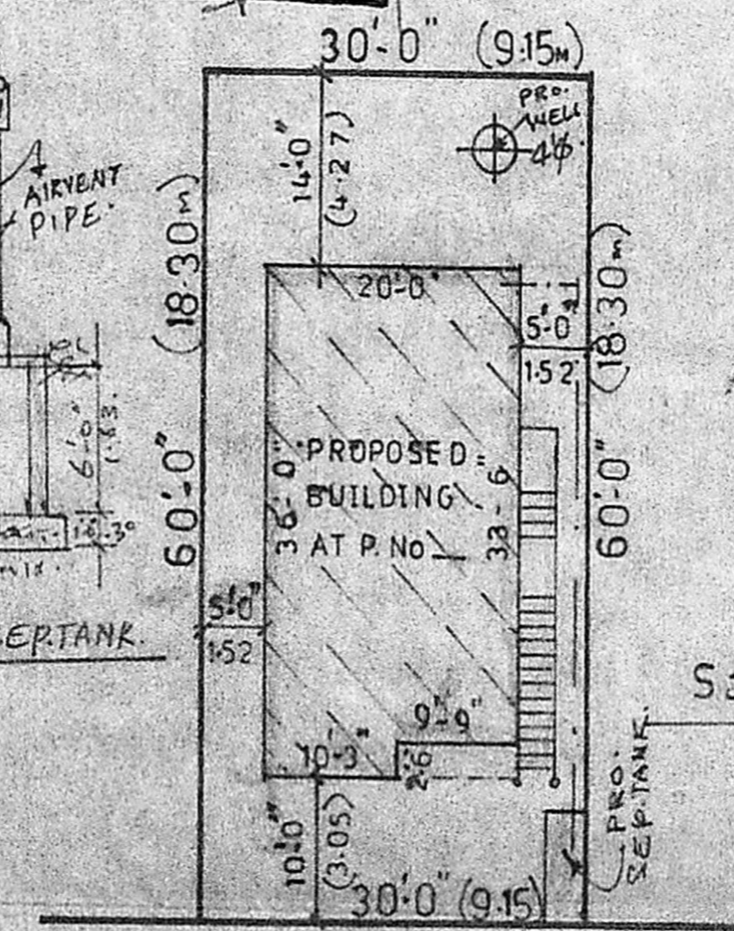 30'-0" (9.15M)
PRO.
WELL
4'φ.
14'-0"
(4.27)
AIRVENT
PIPE.
(18.30m)
20'-0"
5'-0"
1.52
(18.30m)
6'-0"
1.83.
PROPOSED
BUILDING
AT P. No
36'-0"
33-6
60'-0"
60'-0"
5'-0"
1.52
SEP.TANK.
9'-9"
10'-3"
2'6"
10'-0"
(3.05)
PRO.
SEP.TANK.
30'-0" (9.15)